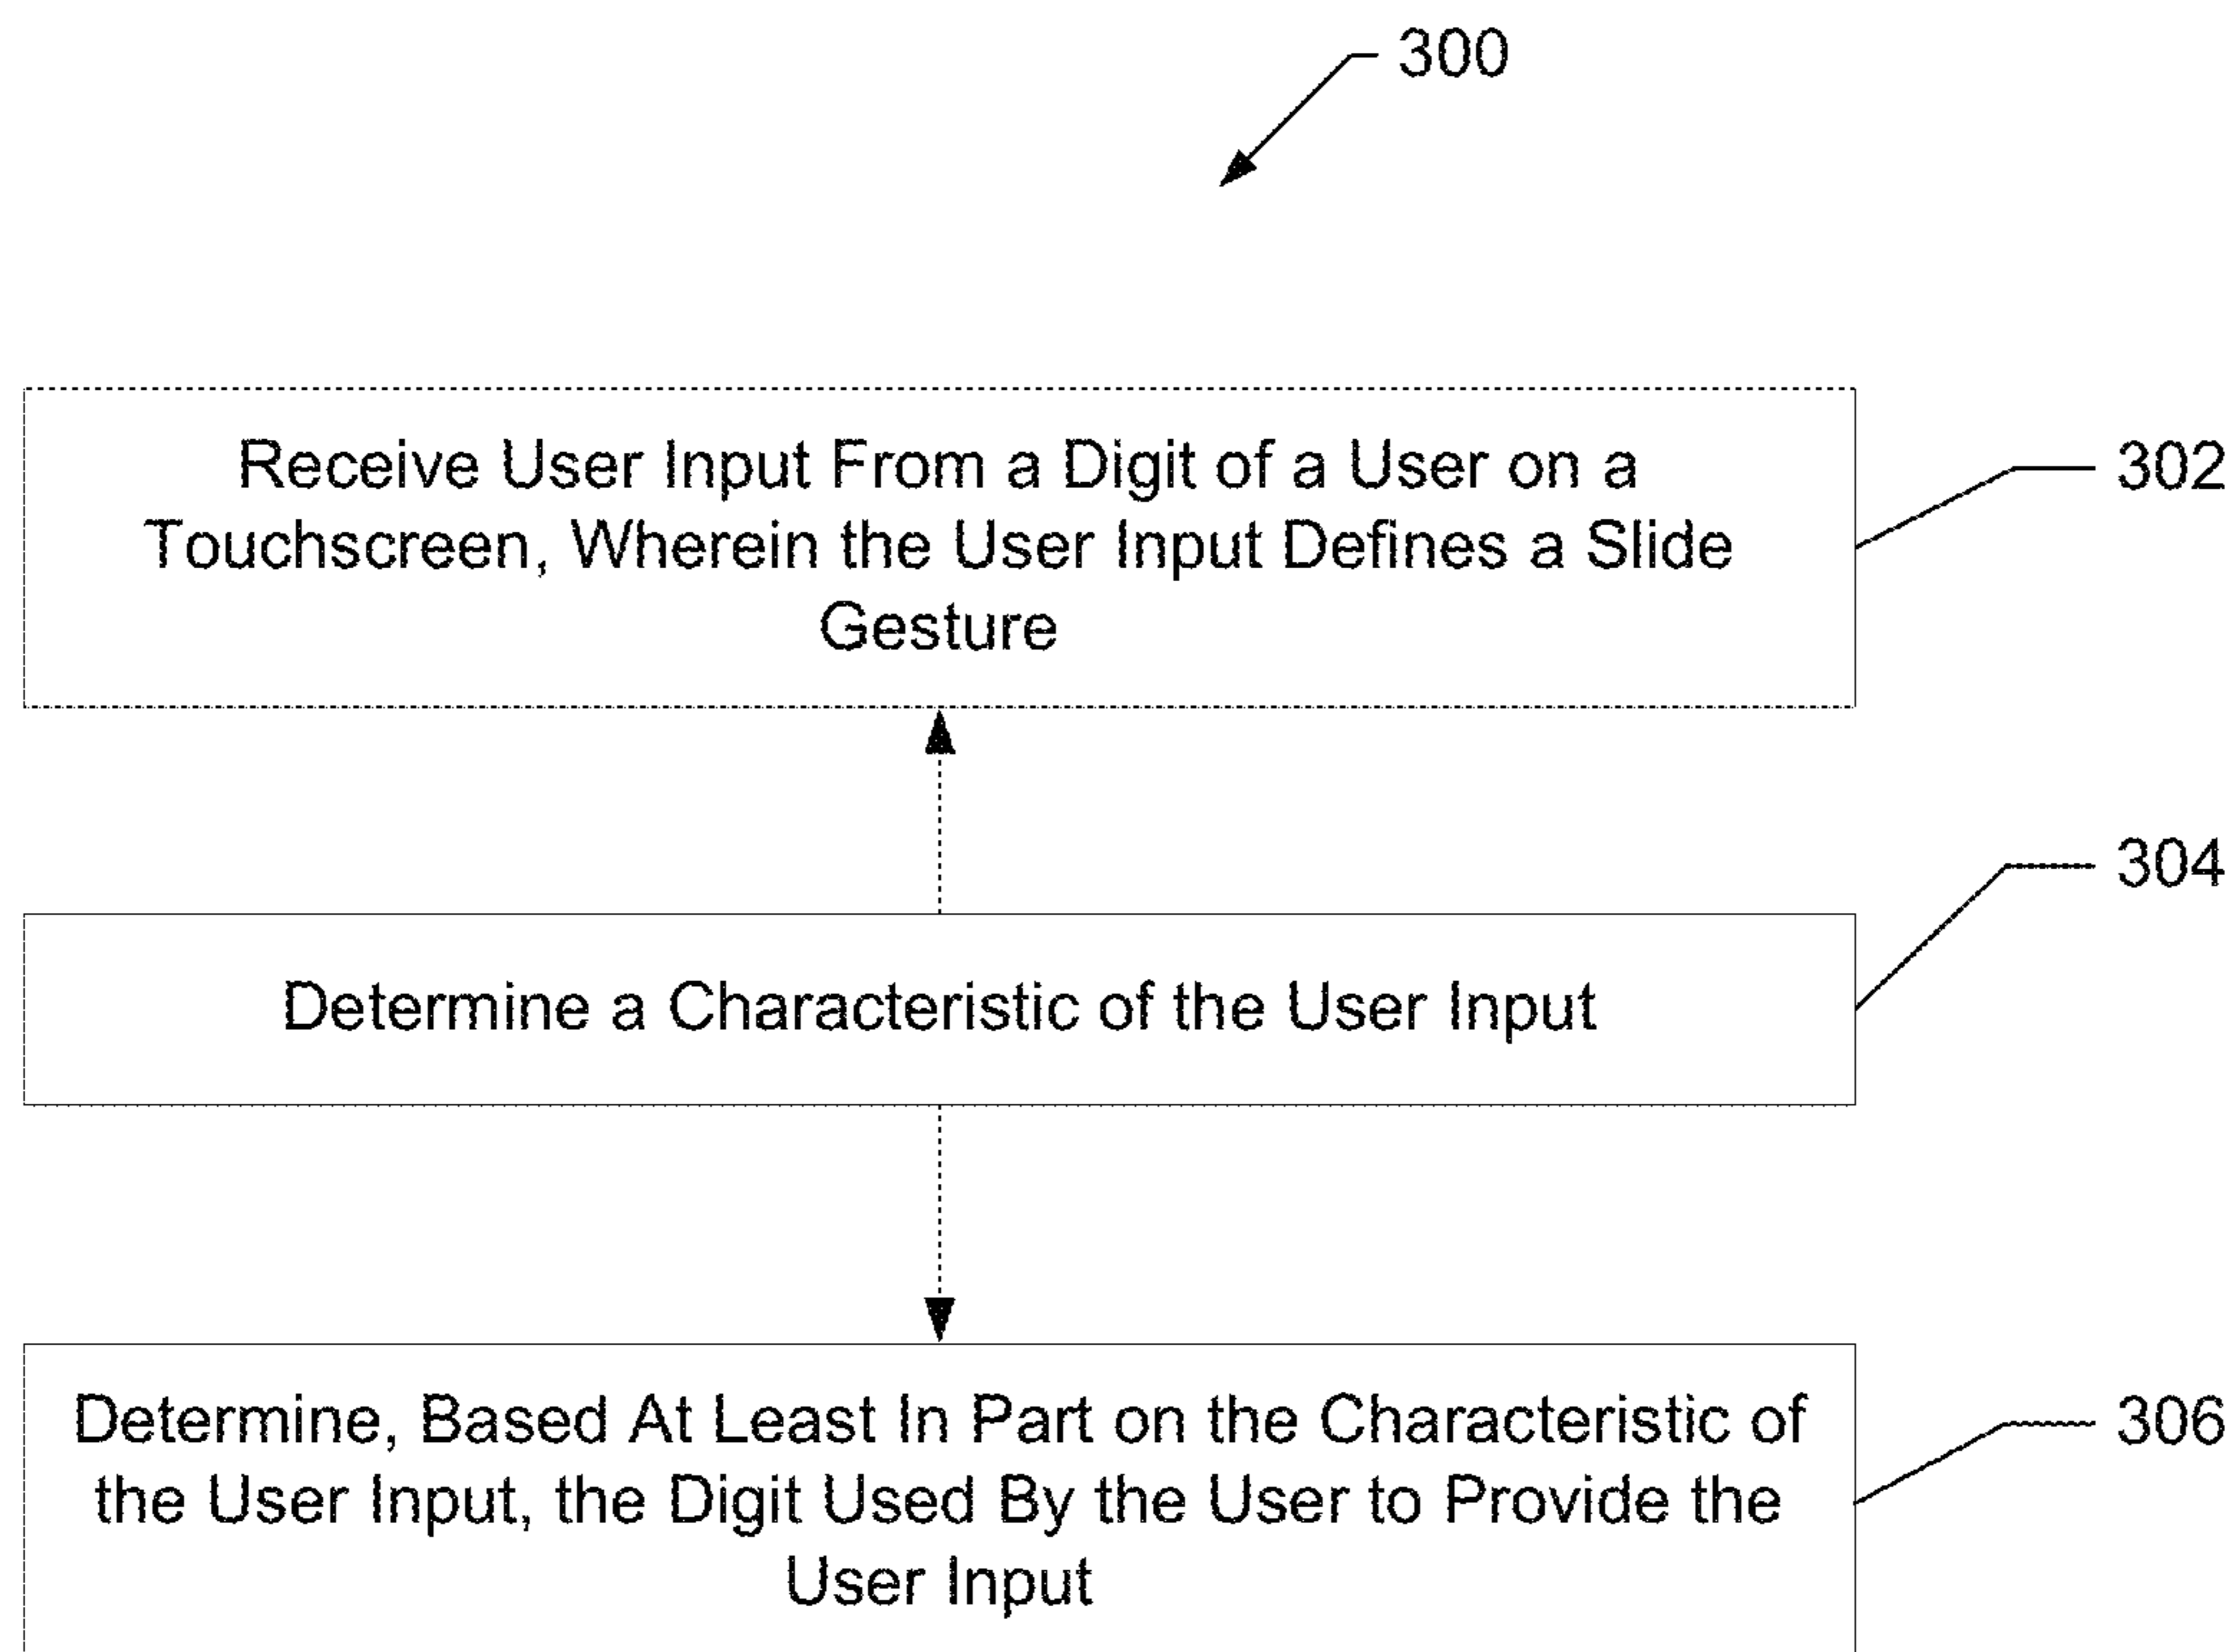 300
Receive User Input From a Digit of a User on a
Touchscreen, Wherein the User Input Defines a Slide
Gesture
302
304
Determine a Characteristic of the User Input
Determine, Based At Least In Part on the Characteristic of
the User Input, the Digit Used By the User to Provide the
User Input
306